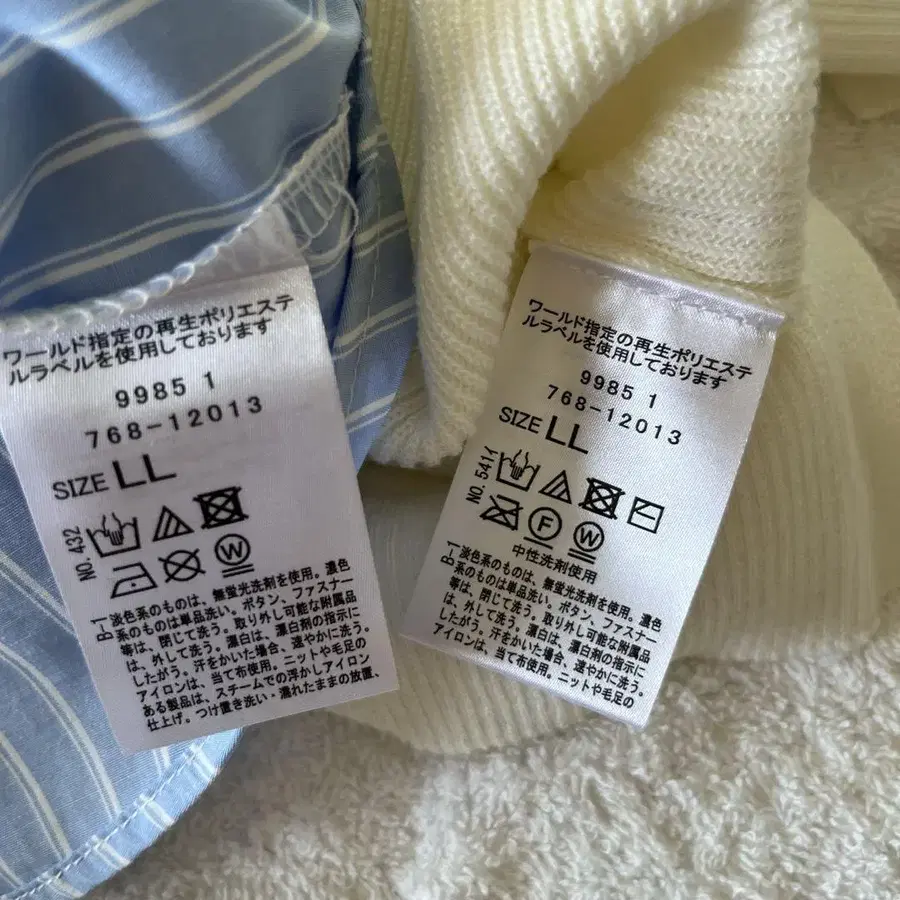 ワールド指定の再生ポリエステ
ルラベルを使用しております
9985 1
768-12013
SIZE LL
NO. 432
W
B-1
淡色系のものは、無蛍光洗剤を使用。濃色
系のものは単品洗い。ボタン、ファスナー
等は、閉じて洗う。取り外し可能な附属品
は、外して洗う。漂白は、漂白剤の指示に
したがう。汗をかいた場合、速やかに洗う。
アイロンは、当て布使用。ニットや毛足の
ある製品は、スチームでの浮かしアイロン
仕上げ。つけ置き洗い・濡れたままの放置、
ワールド指定の再生ポリエステ
ルラベルを使用しております
9985 1
768-12013
SIZE LL
NO. 541イ
F W
中性洗剤使用
B-1
淡色系のものは、無蛍光洗剤を使用。濃色
系のものは単品洗い。ボタン、ファスナー
等は、閉じて洗う。取り外し可能な附属品
は、外して洗う。漂白は、漂白剤の指示に
したがう。汗をかいた場合、速やかに洗う。
アイロンは、当て布使用。ニットや毛足の